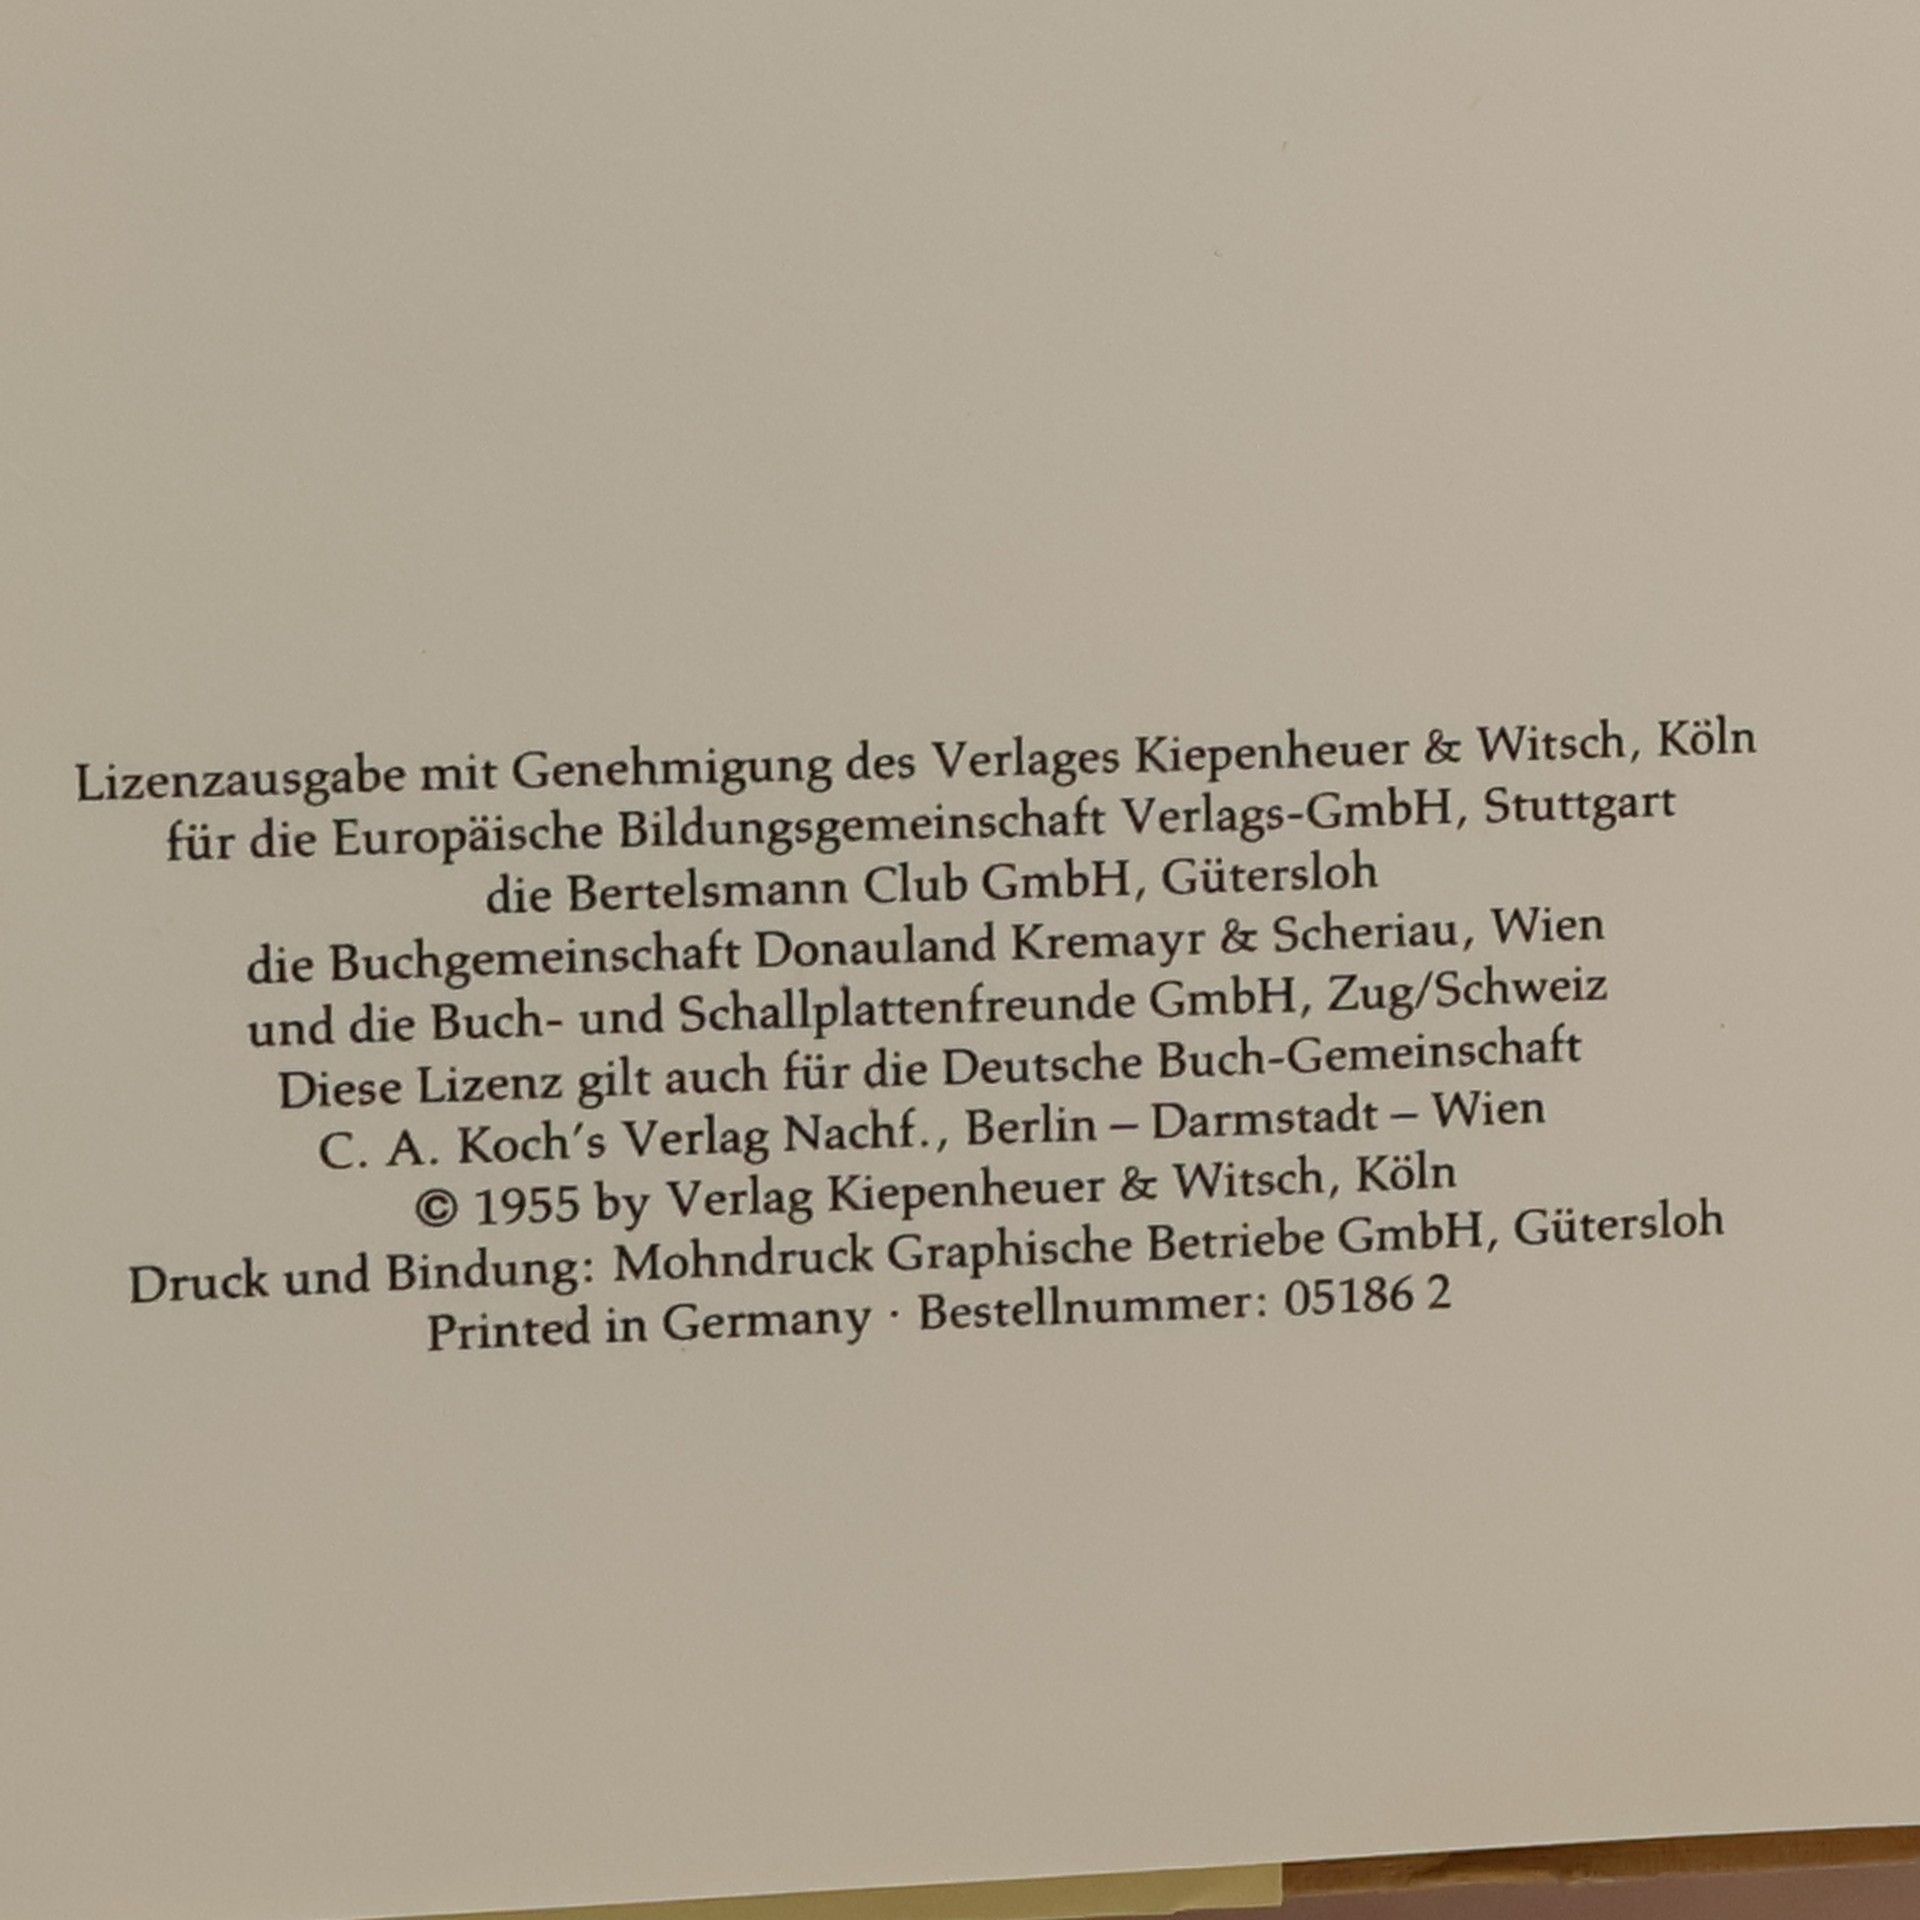 Lizenzausgabe mit Genehmigung des Verlages Kiepenheuer & Witsch, Köln
für die Europäische Bildungsgemeinschaft Verlags-GmbH, Stuttgart
die Bertelsmann Club GmbH, Gütersloh
die Buchgemeinschaft Donauland Kremayr & Scheriau, Wien
und die Buch- und Schallplattenfreunde GmbH, Zug/Schweiz
Diese Lizenz gilt auch für die Deutsche Buch-Gemeinschaft
C. A. Koch's Verlag Nachf., Berlin – Darmstadt – Wien
© 1955 by Verlag Kiepenheuer & Witsch, Köln
Druck und Bindung: Mohndruck Graphische Betriebe GmbH, Gütersloh
Printed in Germany · Bestellnummer: 05186 2